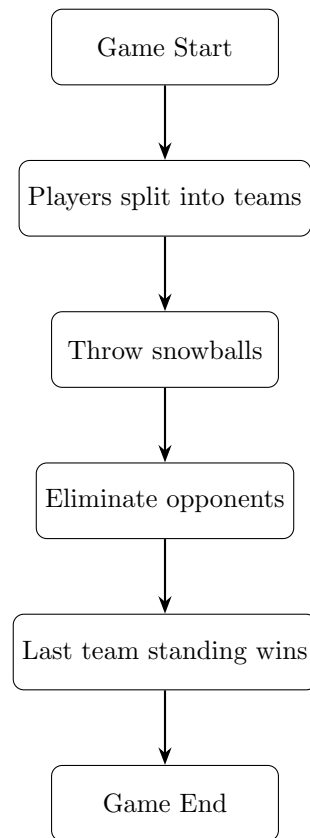 Game Start
Players split into teams
Throw snowballs
Eliminate opponents
Last team standing wins
Game End